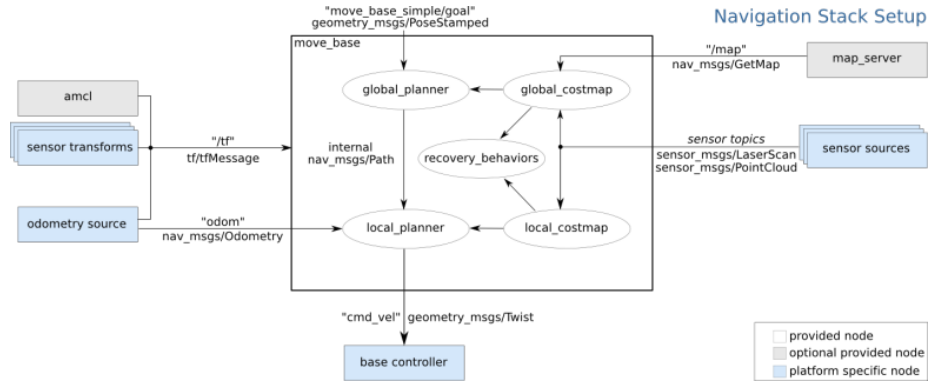 Navigation Stack Setup
"move_base_simple/goal"
geometry_msgs/PoseStamped
move_base
"/map"
nav_msgs/GetMap
map_server
global_planner
global_costmap
amcl
sensor transforms
"/tf"
tf/tfMessage
internal
nav_msgs/Path
recovery_behaviors
sensor topics
sensor_msgs/LaserScan
sensor_msgs/PointCloud
sensor sources
odometry source
"odom"
nav_msgs/Odometry
local_planner
local_costmap
"cmd_vel"
geometry_msgs/Twist
base controller
provided node
optional provided node
platform specific node